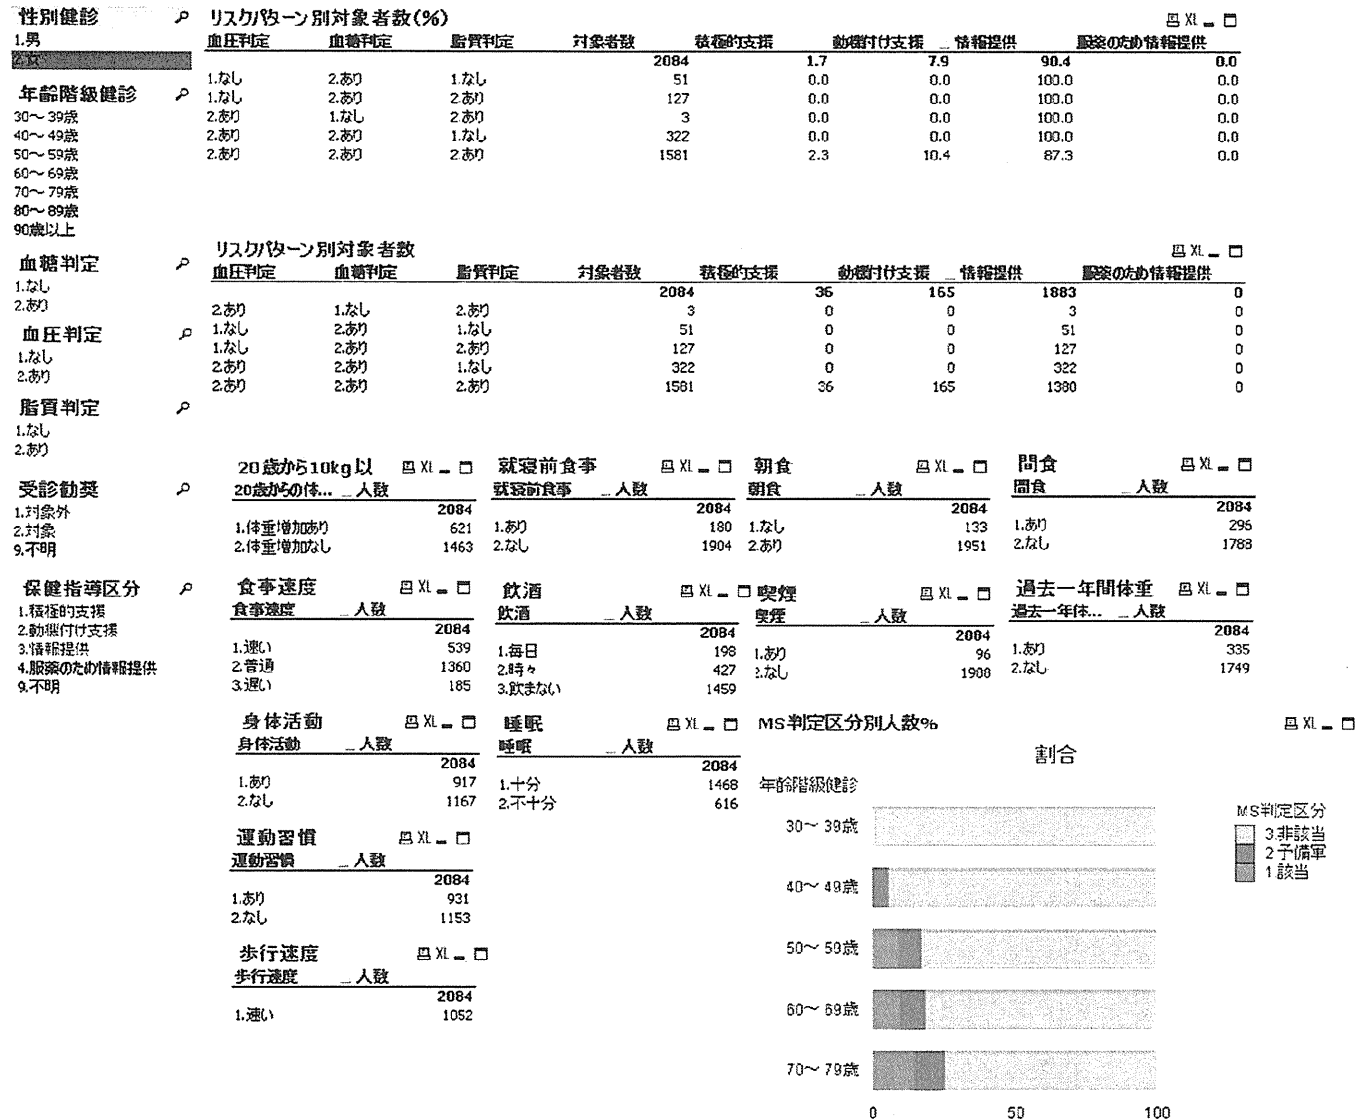 性別健診
1.男
2.女
年齢階級健診
30～39歳
40～49歳
50～59歳
60～69歳
70～79歳
80～89歳
90歳以上
血糖判定
1.なし
2.あり
血圧判定
1.なし
2.あり
脂質判定
1.なし
2.あり
受診勧奨
1.対象外
2.対象
9.不明
保健指導区分
1.積極的支援
2.動機付け支援
3.情報提供
4.服薬のため情報提供
9.不明
リスクパターン別対象者数(%) XL
血圧判定 血糖判定 脂質判定 対象者数 積極的支援 動機付け支援 情報提供 服薬のため情報提供
2084 1.7 7.9 90.4 0.0
1.なし 2.あり 1.なし 51 0.0 0.0 100.0 0.0
1.なし 2.あり 2.あり 127 0.0 0.0 100.0 0.0
2.あり 1.なし 2.あり 3 0.0 0.0 100.0 0.0
2.あり 2.あり 1.なし 322 0.0 0.0 100.0 0.0
2.あり 2.あり 2.あり 1581 2.3 10.4 87.3 0.0
リスクパターン別対象者数 XL
血圧判定 血糖判定 脂質判定 対象者数 積極的支援 動機付け支援 情報提供 服薬のため情報提供
2084 36 165 1883 0
2.あり 1.なし 2.あり 3 0 0 3 0
1.なし 2.あり 1.なし 51 0 0 51 0
1.なし 2.あり 2.あり 127 0 0 127 0
2.あり 2.あり 1.なし 322 0 0 322 0
2.あり 2.あり 2.あり 1581 36 165 1380 0
20歳から10kg以 XL
20歳からの体... 人数
2084
1.体重増加あり 621
2.体重増加なし 1463
就寝前食事 XL
就寝前食事 人数
2084
1.あり 180
2.なし 1904
朝食 XL
朝食 人数
2084
1.なし 133
2.あり 1951
間食 XL
間食 人数
2084
1.あり 296
2.なし 1788
食事速度 XL
食事速度 人数
2084
1.速い 539
2.普通 1360
3.遅い 185
飲酒 XL
飲酒 人数
2084
1.毎日 198
2.時々 427
3.飲まない 1459
喫煙 XL
喫煙 人数
2084
1.あり 96
2.なし 1988
過去一年間体重 XL
過去一年体... 人数
2084
1.あり 335
2.なし 1749
身体活動 XL
身体活動 人数
2084
1.あり 917
2.なし 1167
睡眠 XL
睡眠 人数
2084
1.十分 1468
2.不十分 616
運動習慣 XL
運動習慣 人数
2084
1.あり 931
2.なし 1153
歩行速度 XL
歩行速度 人数
2084
1.速い 1052
MS判定区分別人数% XL
割合
年齢階級健診
30～39歳
40～49歳
50～59歳
60～69歳
70～79歳
0 50 100
MS判定区分
3.非該当
2.予備軍
1.該当